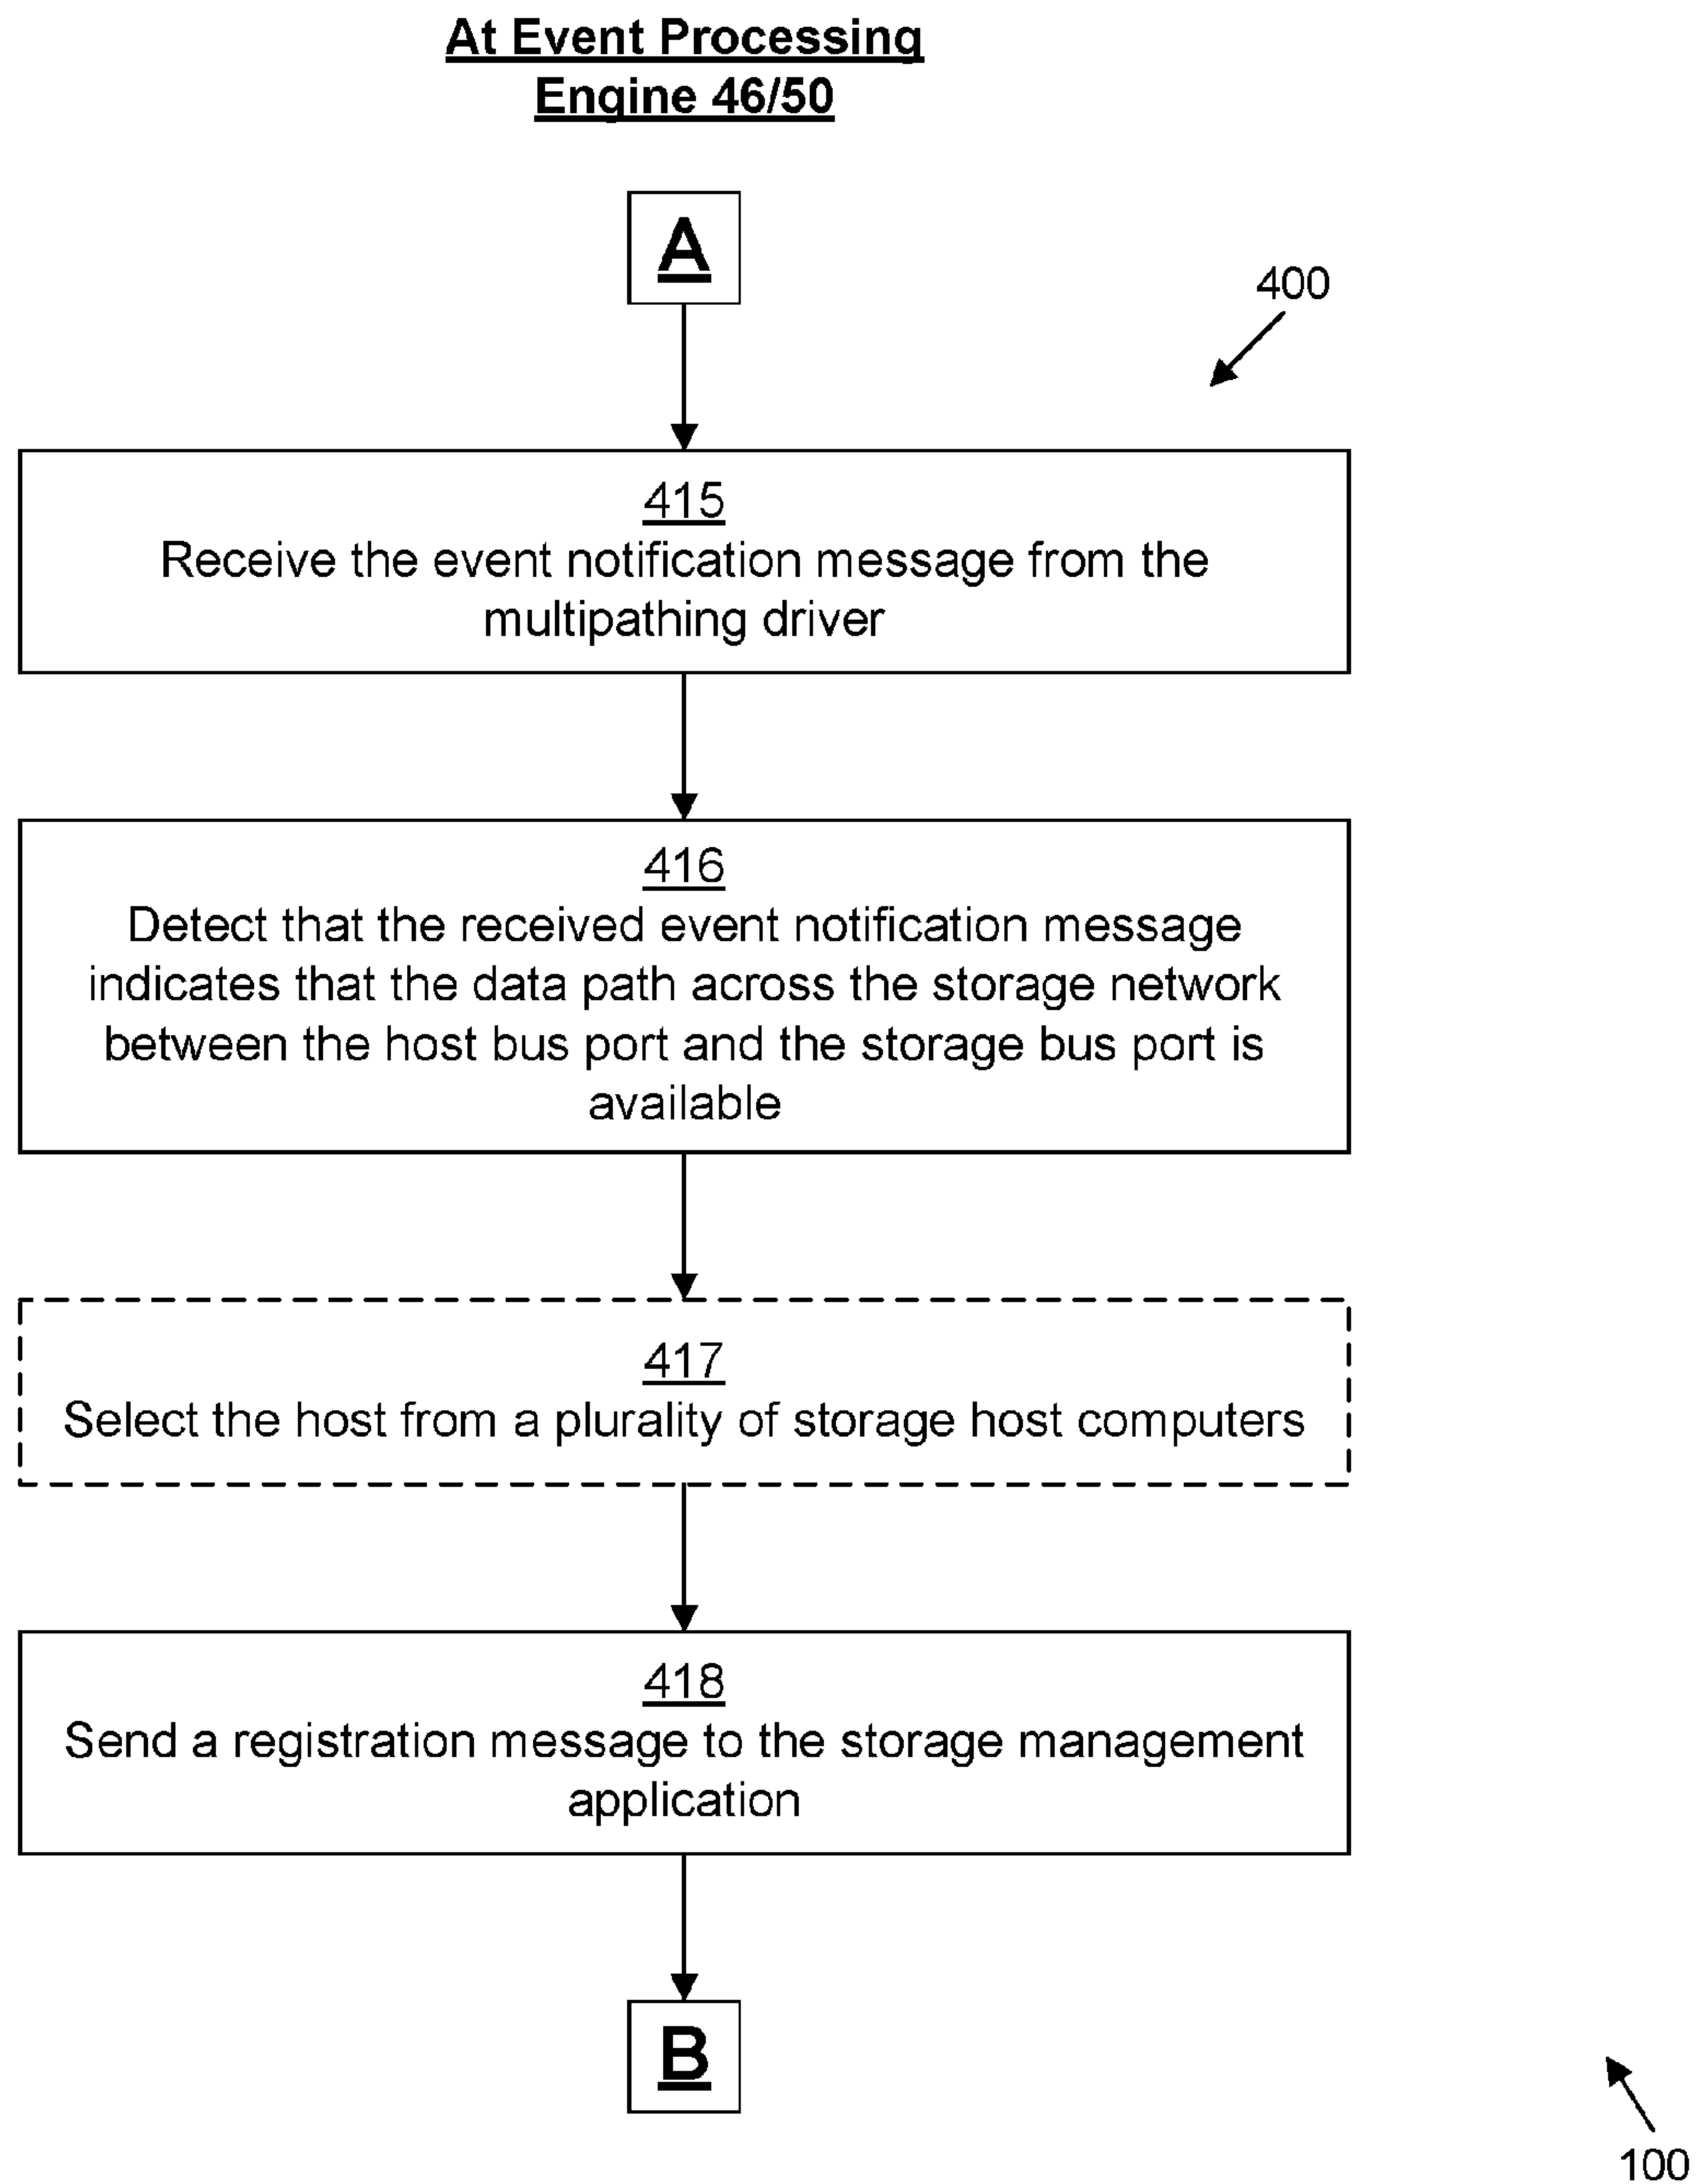 At Event Processing
Engine 46/50
A
400
415
Receive the event notification message from the
multipathing driver
416
Detect that the received event notification message
indicates that the data path across the storage network
between the host bus port and the storage bus port is
available
417
Select the host from a plurality of storage host computers
418
Send a registration message to the storage management
application
B
100